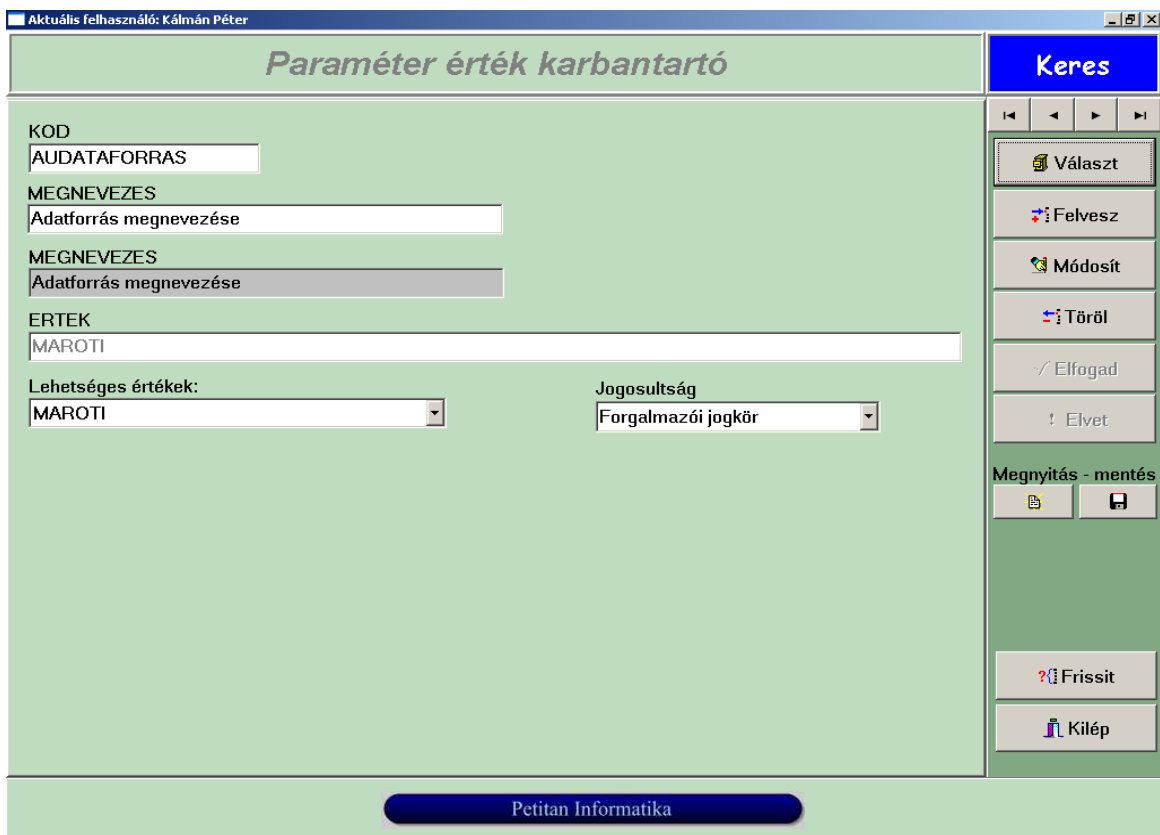 Aktuális felhasználó: Kálmán Péter
Paraméter érték karbantartó
Keres
KOD
AUDATAFORRAS
MEGNEVEZES
Adatforrás megnevezése
MEGNEVEZES
Adatforrás megnevezése
ERTEK
MAROTI
Lehetséges értékek:
MAROTI
Jogosultság
Forgalmazói jogkör
Választ
Felvesz
Módosít
Töröl
Elfogad
Elvet
Megnyitás - mentés
Frissit
Kilép
Petitan Informatika